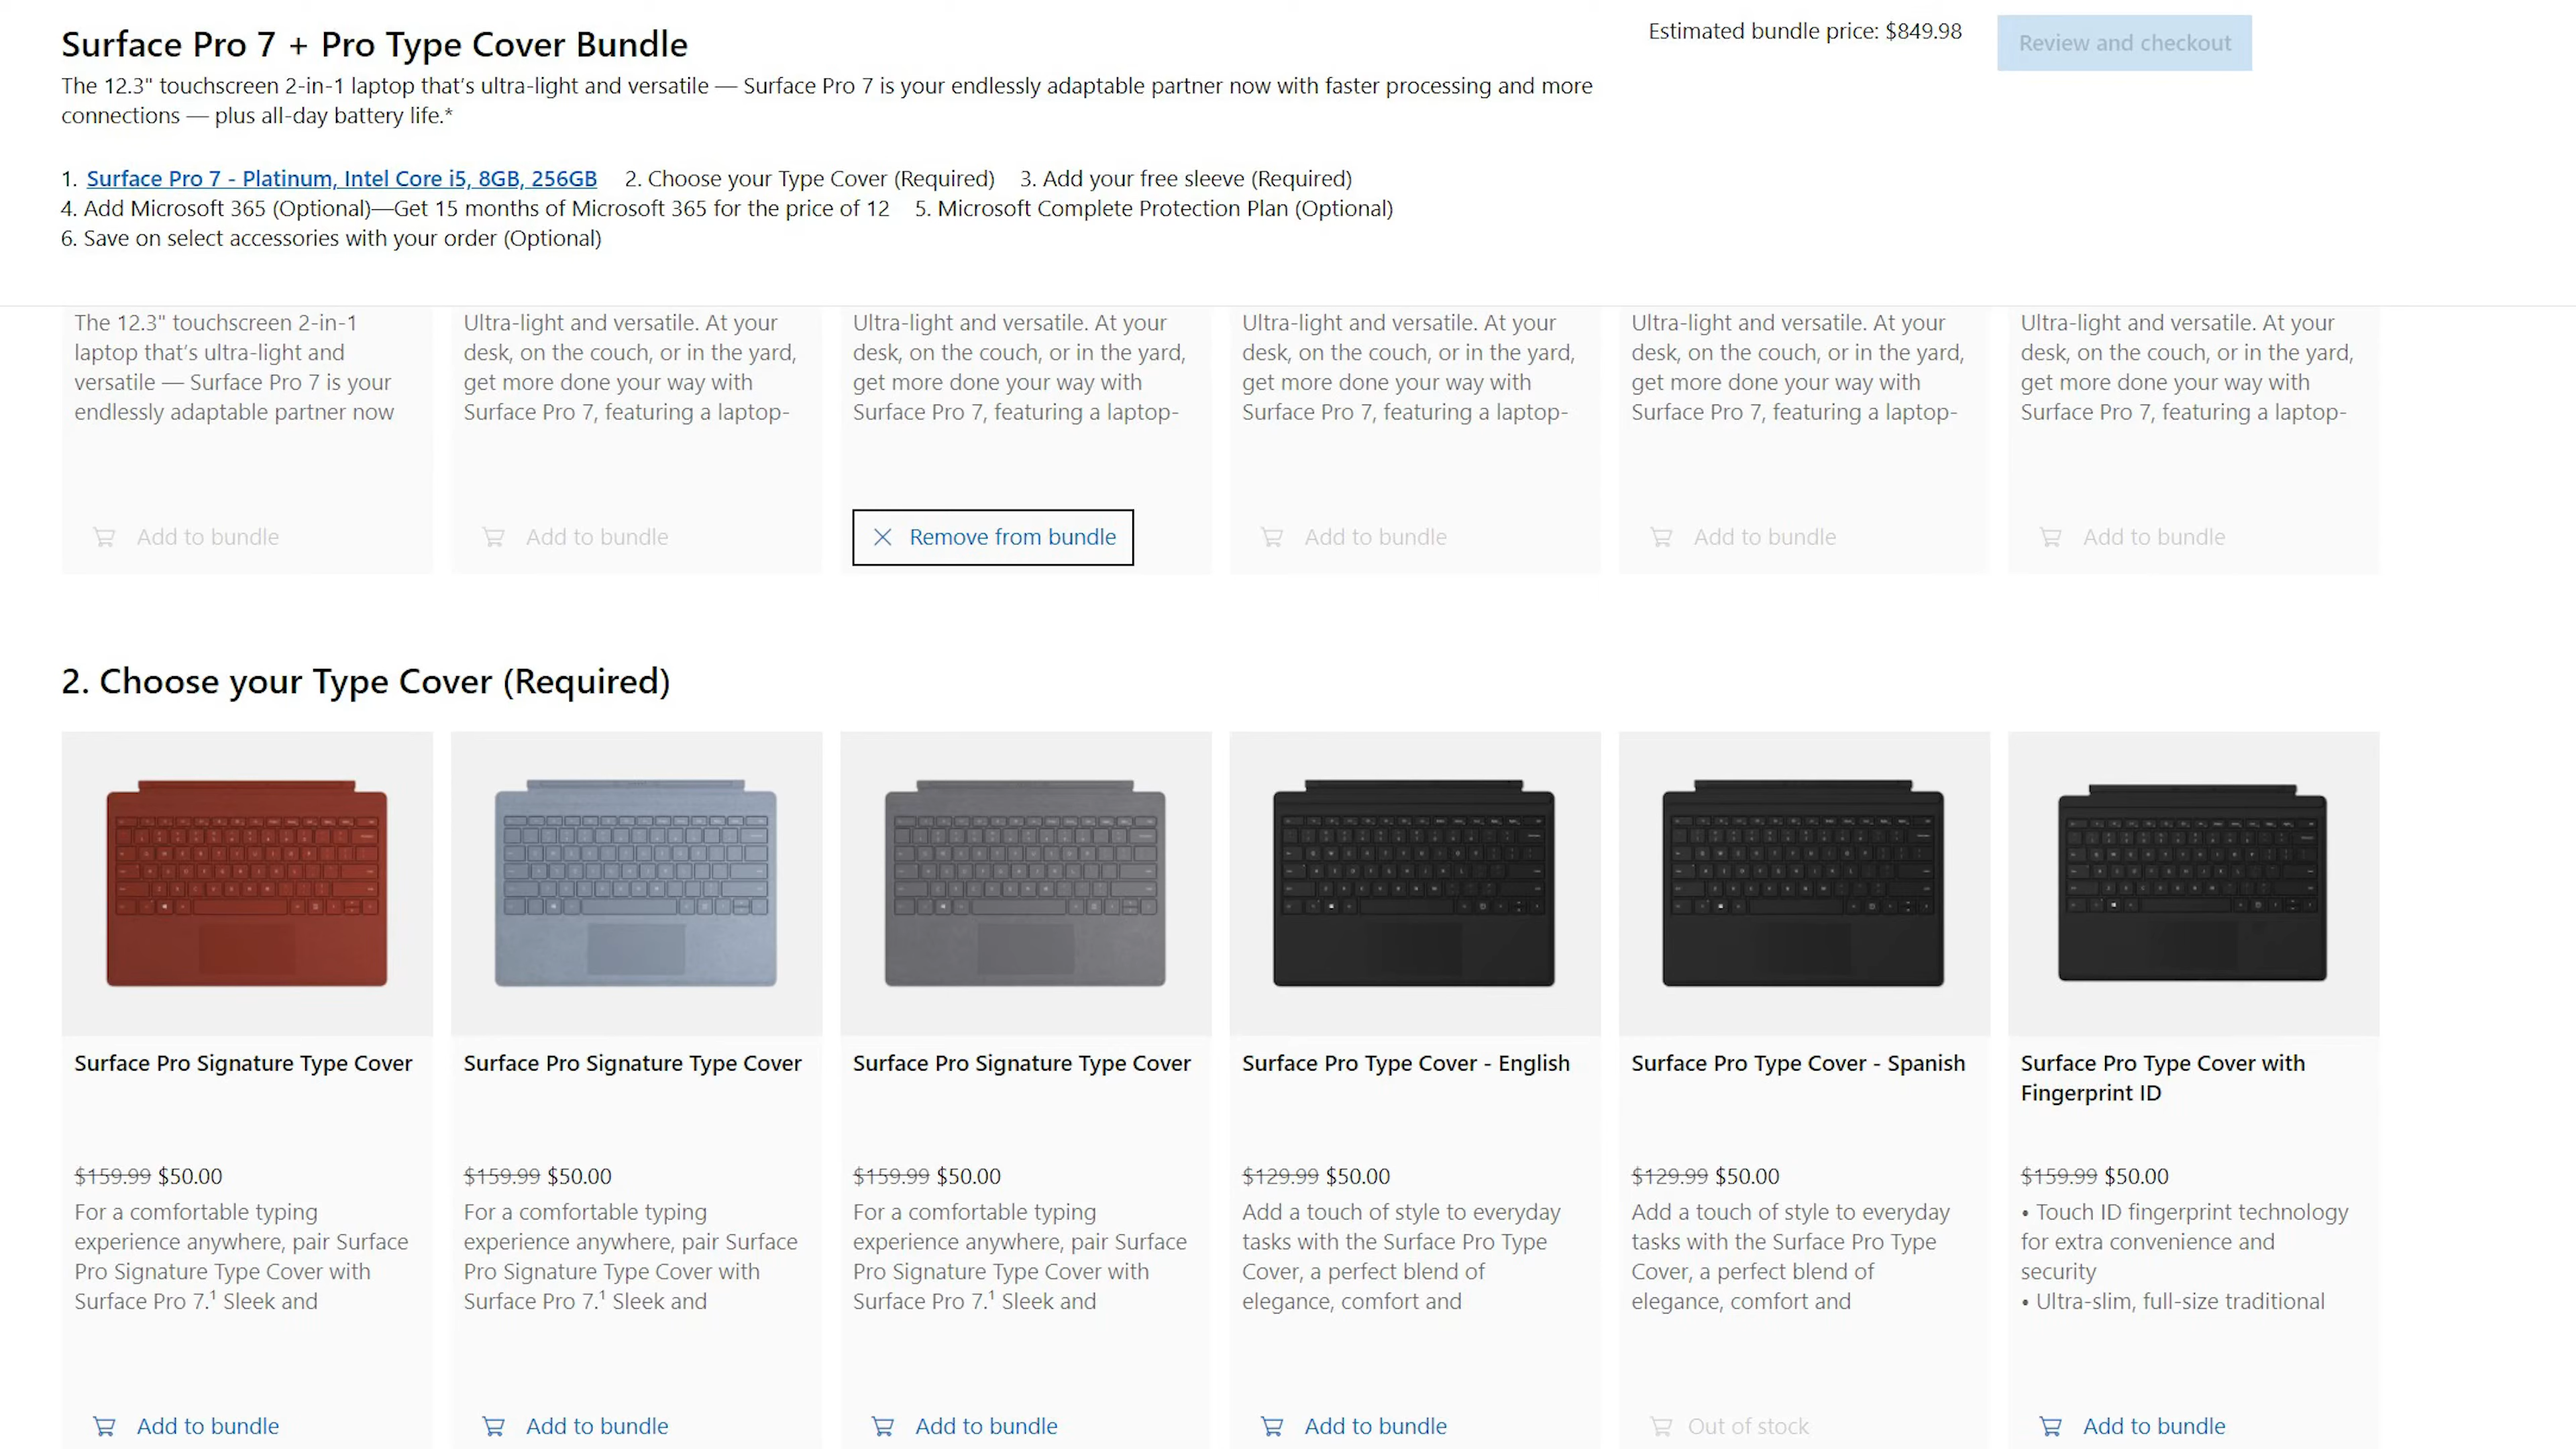 Surface Pro 7 + Pro Type Cover Bundle
Estimated bundle price: $849.98
Review and checkout
The 12.3" touchscreen 2-in-1 laptop that's ultra-light and versatile — Surface Pro 7 is your endlessly adaptable partner now with faster processing and more
connections — plus all-day battery life.*
1. Surface Pro 7 - Platinum, Intel Core i5, 8GB, 256GB 2. Choose your Type Cover (Required) 3. Add your free sleeve (Required)
4. Add Microsoft 365 (Optional)—Get 15 months of Microsoft 365 for the price of 12 5. Microsoft Complete Protection Plan (Optional)
6. Save on select accessories with your order (Optional)
The 12.3" touchscreen 2-in-1
laptop that's ultra-light and
versatile — Surface Pro 7 is your
endlessly adaptable partner now
Add to bundle
Ultra-light and versatile. At your
desk, on the couch, or in the yard,
get more done your way with
Surface Pro 7, featuring a laptop-
Add to bundle
Ultra-light and versatile. At your
desk, on the couch, or in the yard,
get more done your way with
Surface Pro 7, featuring a laptop-
Remove from bundle
Ultra-light and versatile. At your
desk, on the couch, or in the yard,
get more done your way with
Surface Pro 7, featuring a laptop-
Add to bundle
Ultra-light and versatile. At your
desk, on the couch, or in the yard,
get more done your way with
Surface Pro 7, featuring a laptop-
Add to bundle
Ultra-light and versatile. At your
desk, on the couch, or in the yard,
get more done your way with
Surface Pro 7, featuring a laptop-
Add to bundle
2. Choose your Type Cover (Required)
Surface Pro Signature Type Cover
$159.99 $50.00
For a comfortable typing
experience anywhere, pair Surface
Pro Signature Type Cover with
Surface Pro 7.¹ Sleek and
Add to bundle
Surface Pro Signature Type Cover
$159.99 $50.00
For a comfortable typing
experience anywhere, pair Surface
Pro Signature Type Cover with
Surface Pro 7.¹ Sleek and
Add to bundle
Surface Pro Signature Type Cover
$159.99 $50.00
For a comfortable typing
experience anywhere, pair Surface
Pro Signature Type Cover with
Surface Pro 7.¹ Sleek and
Add to bundle
Surface Pro Type Cover - English
$129.99 $50.00
Add a touch of style to everyday
tasks with the Surface Pro Type
Cover, a perfect blend of
elegance, comfort and
Add to bundle
Surface Pro Type Cover - Spanish
$129.99 $50.00
Add a touch of style to everyday
tasks with the Surface Pro Type
Cover, a perfect blend of
elegance, comfort and
Out of stock
Surface Pro Type Cover with
Fingerprint ID
$159.99 $50.00
• Touch ID fingerprint technology
for extra convenience and
security
• Ultra-slim, full-size traditional
Add to bundle